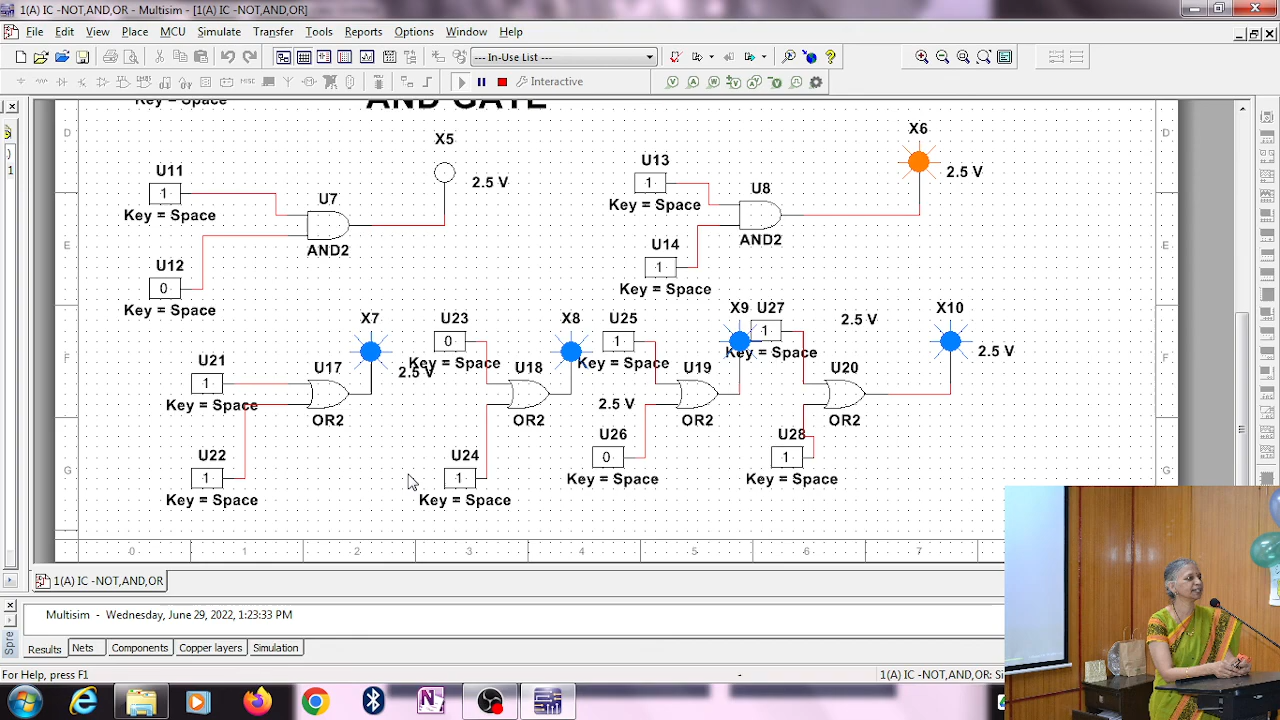 1(A) IC -NOT,AND,OR - Multisim - [1(A) IC -NOT,AND,OR]
File Edit View Place MCU Simulate Transfer Tools Reports Options Window Help
--- In-Use List ---
Interactive
Key = Space
AND GATE
X5
2.5 V
U11
1
Key = Space
U7
AND2
U12
0
Key = Space
X6
2.5 V
U13
1
Key = Space
U8
AND2
U14
1
Key = Space
X7
2.5 V
U21
1
Key = Space
U17
OR2
U22
1
Key = Space
X8
U23
0
Key = Space
U18
OR2
U24
1
Key = Space
X9
2.5 V
U25
1
Key = Space
U19
OR2
U26
0
Key = Space
X10
2.5 V
2.5 V
U27
1
Key = Space
U20
OR2
U28
1
Key = Space
D
E
F
G
D
E
F
G
0 1 2 3 4 5 6 7
1(A) IC -NOT,AND,OR
Multisim - Wednesday, June 29, 2022, 1:23:33 PM
Results Nets Components Copper layers Simulation
Spre
For Help, press F1
-
1(A) IC -NOT,AND,OR: Si